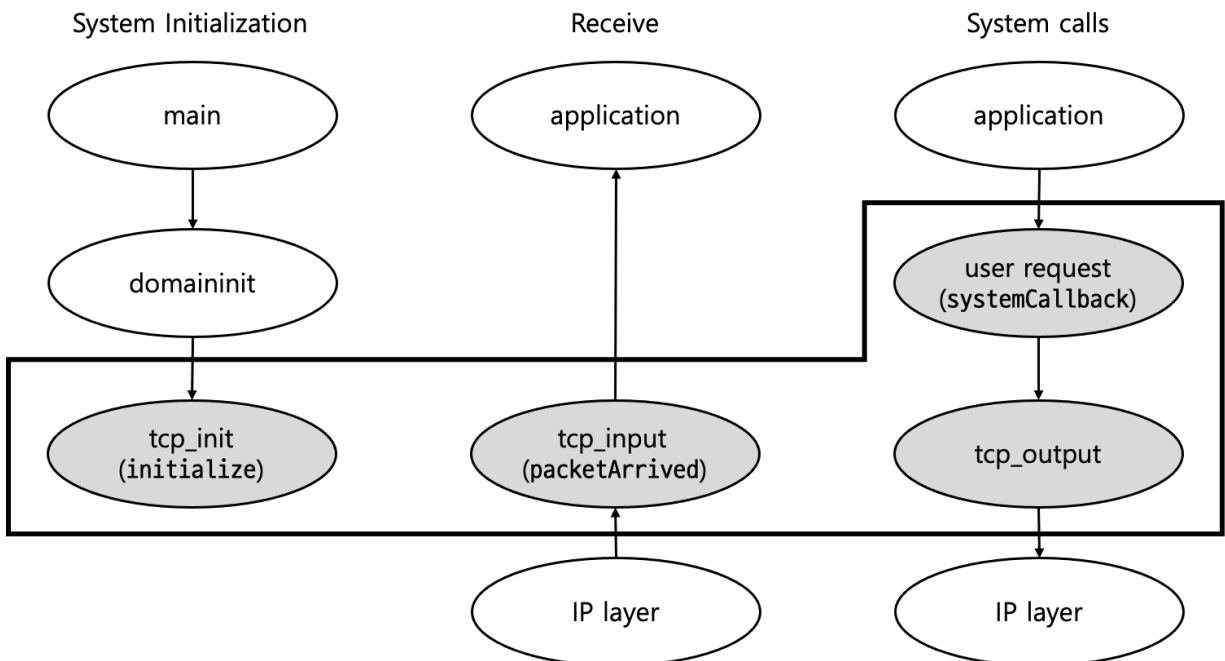 System Initialization
Receive
System calls
main
application
application
domaininit
user request
(systemCallback)
tcp_init
(initialize)
tcp_input
(packetArrived)
tcp_output
IP layer
IP layer